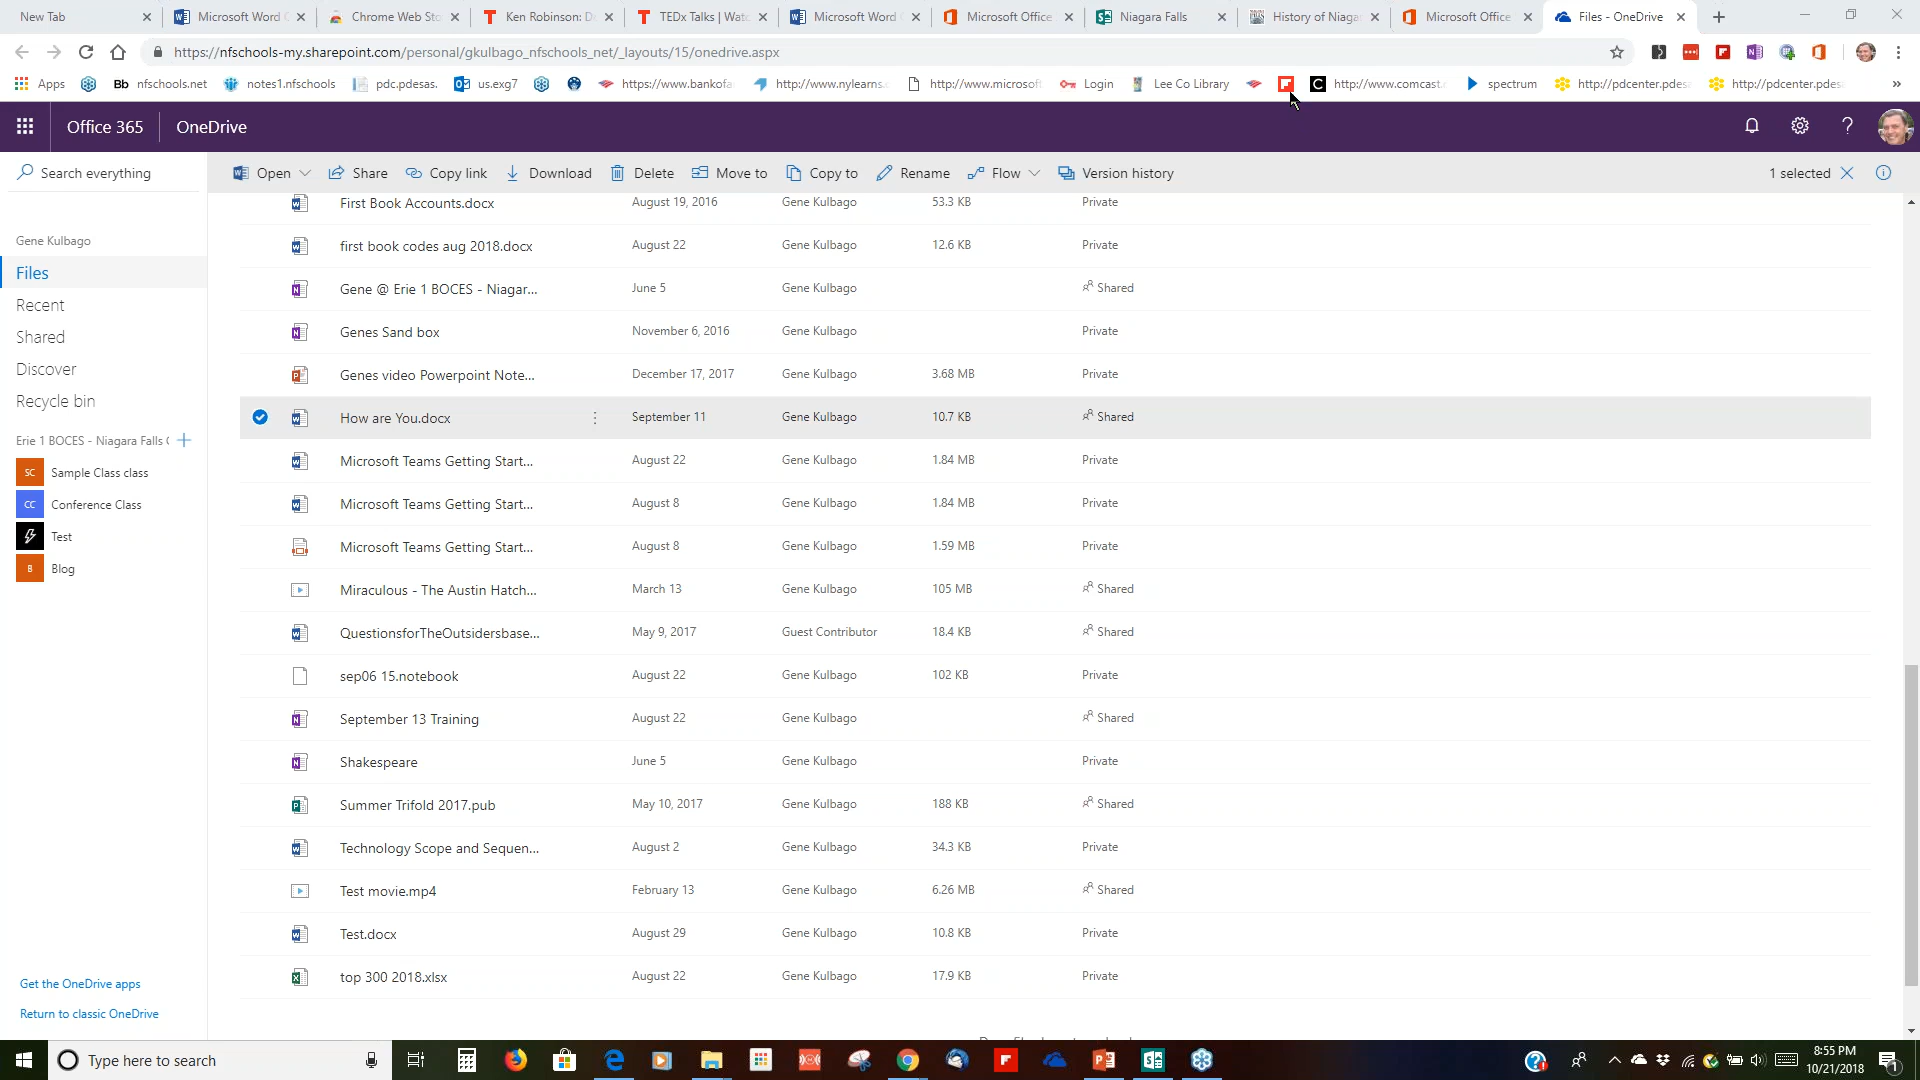 New Tab Microsoft Word Chrome Web Sto Ken Robinson: D TEDx Talks | Wat Microsoft Word Microsoft Office Niagara Falls History of Niagar Microsoft Office Files - OneDrive
https://nfschools-my.sharepoint.com/personal/gkulbago_nfschools_net/_layouts/15/onedrive.aspx
Apps Bb nfschools.net notes1.nfschools pdc.pdesas. us.exg7 https://www.bankofa http://www.nylearns. http://www.microsoft Login Lee Co Library http://www.comcast. spectrum http://pdcenter.pdesa http://pdcenter.pdesa »
Office 365 OneDrive
Search everything Open Share Copy link Download Delete Move to Copy to Rename Flow Version history 1 selected
First Book Accounts.docx August 19, 2016 Gene Kulbago 53.3 KB Private
Gene Kulbago
first book codes aug 2018.docx August 22 Gene Kulbago 12.6 KB Private
Files
Gene @ Erie 1 BOCES - Niagar... June 5 Gene Kulbago Shared
Recent
Genes Sand box November 6, 2016 Gene Kulbago Private
Shared
Discover
Genes video Powerpoint Note... December 17, 2017 Gene Kulbago 3.68 MB Private
Recycle bin
How are You.docx September 11 Gene Kulbago 10.7 KB Shared
Erie 1 BOCES - Niagara Falls C
Microsoft Teams Getting Start... August 22 Gene Kulbago 1.84 MB Private
SC Sample Class class
CC Conference Class
Microsoft Teams Getting Start... August 8 Gene Kulbago 1.84 MB Private
Test
Microsoft Teams Getting Start... August 8 Gene Kulbago 1.59 MB Private
B Blog
Miraculous - The Austin Hatch... March 13 Gene Kulbago 105 MB Shared
QuestionsforTheOutsidersbase... May 9, 2017 Guest Contributor 18.4 KB Shared
sep06 15.notebook August 22 Gene Kulbago 102 KB Private
September 13 Training August 22 Gene Kulbago Shared
Shakespeare June 5 Gene Kulbago Private
Summer Trifold 2017.pub May 10, 2017 Gene Kulbago 188 KB Shared
Technology Scope and Sequen... August 2 Gene Kulbago 34.3 KB Private
Test movie.mp4 February 13 Gene Kulbago 6.26 MB Shared
Test.docx August 29 Gene Kulbago 10.8 KB Private
top 300 2018.xlsx August 22 Gene Kulbago 17.9 KB Private
Get the OneDrive apps
Return to classic OneDrive
Type here to search
8:55 PM
10/21/2018
1